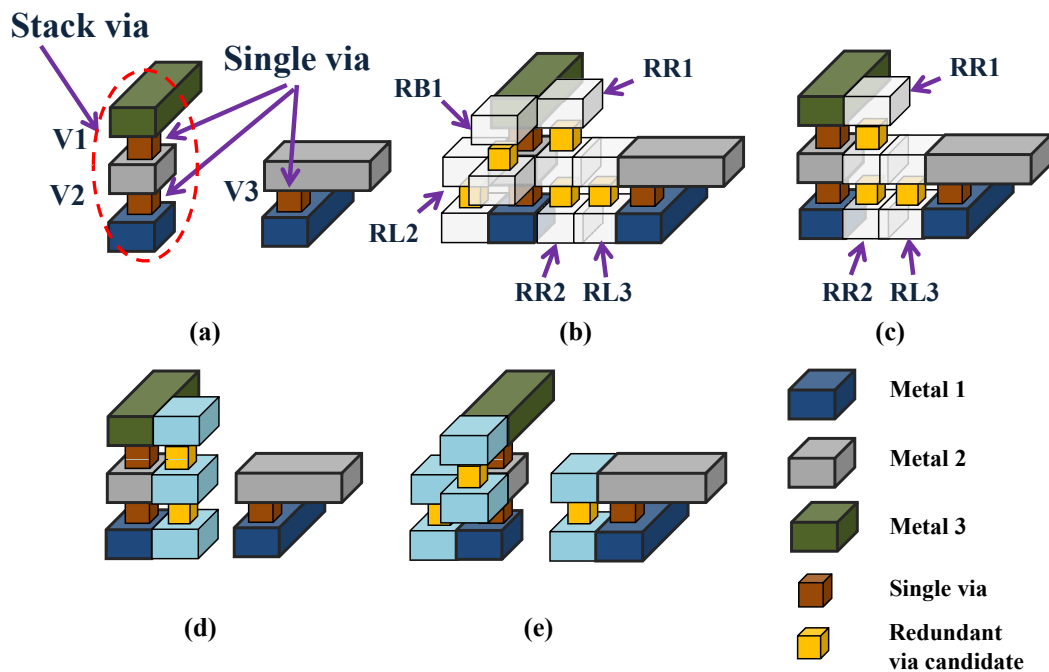 Stack via
Single via
V1
V2
V3
RB1
RR1
RL2
RR2
RL3
RR1
RR2
RL3
(a)
(b)
(c)
Metal 1
Metal 2
Metal 3
Single via
Redundant
via candidate
(d)
(e)